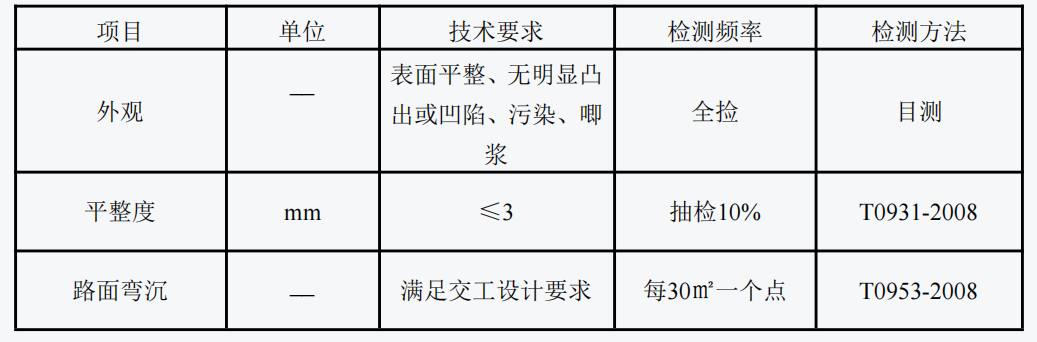 项目 单位 技术要求 检测频率 检测方法
外观 — 表面平整、无明显凸
出或凹陷、污染、唧
浆 全捡 目测
平整度 mm ≤3 抽检10% T0931-2008
路面弯沉 — 满足交工设计要求 每30㎡一个点 T0953-2008